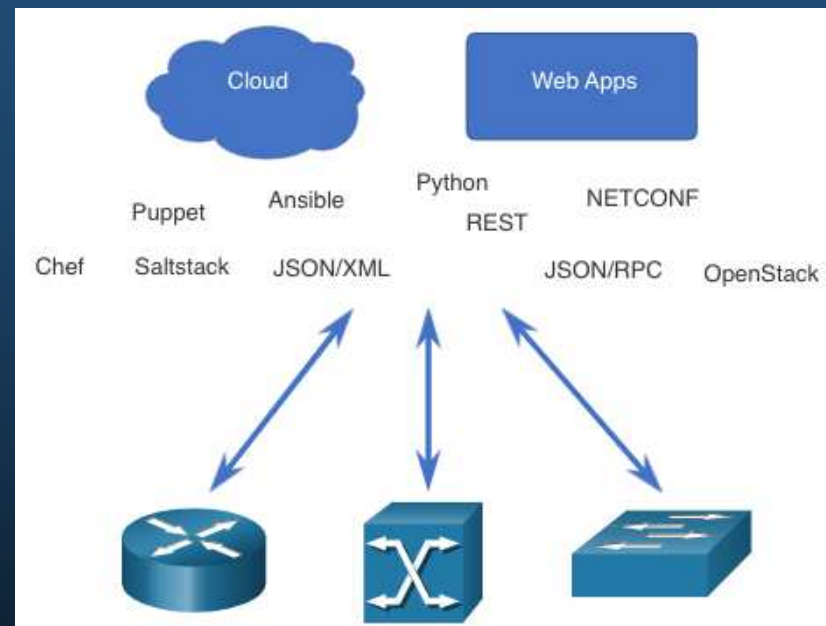 Cloud
Web Apps
Python
Ansible
NETCONF
Puppet
REST
Chef
Saltstack
JSON/XML
JSON/RPC
OpenStack